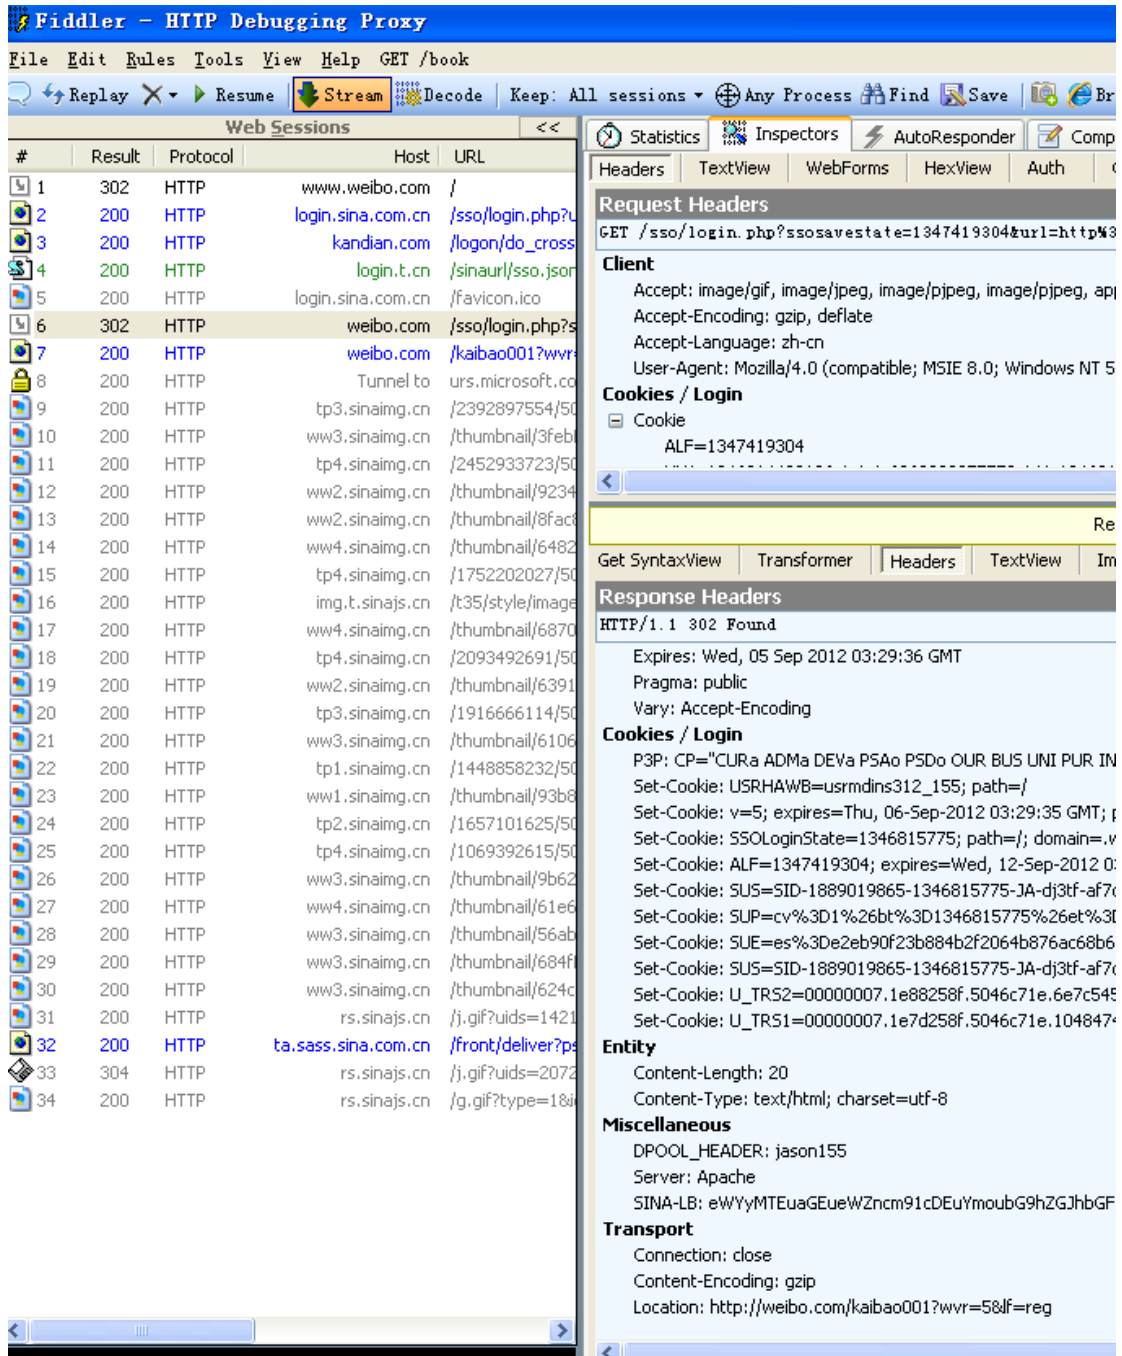 Fiddler - HTTP Debugging Proxy
File Edit Rules Tools View Help GET /book
Replay Resume Stream Decode Keep: All sessions Any Process Find Save Br
Web Sessions <<
# Result Protocol Host URL
1 302 HTTP www.weibo.com /
2 200 HTTP login.sina.com.cn /sso/login.php?u
3 200 HTTP kandian.com /logon/do_cross
4 200 HTTP login.t.cn /sinaurl/sso.json
5 200 HTTP login.sina.com.cn /favicon.ico
6 302 HTTP weibo.com /sso/login.php?s
7 200 HTTP weibo.com /kaibao001?wvr=
8 200 HTTP Tunnel to urs.microsoft.co
9 200 HTTP tp3.sinaimg.cn /2392897554/50
10 200 HTTP ww3.sinaimg.cn /thumbnail/3feb
11 200 HTTP tp4.sinaimg.cn /2452933723/50
12 200 HTTP ww2.sinaimg.cn /thumbnail/9234
13 200 HTTP ww2.sinaimg.cn /thumbnail/8fac8
14 200 HTTP ww4.sinaimg.cn /thumbnail/6482
15 200 HTTP tp4.sinaimg.cn /1752202027/50
16 200 HTTP img.t.sinajs.cn /t35/style/image
17 200 HTTP ww4.sinaimg.cn /thumbnail/6870
18 200 HTTP tp4.sinaimg.cn /2093492691/50
19 200 HTTP ww2.sinaimg.cn /thumbnail/6391
20 200 HTTP tp3.sinaimg.cn /1916666114/50
21 200 HTTP ww3.sinaimg.cn /thumbnail/6106
22 200 HTTP tp1.sinaimg.cn /1448858232/50
23 200 HTTP ww1.sinaimg.cn /thumbnail/93b8
24 200 HTTP tp2.sinaimg.cn /1657101625/50
25 200 HTTP tp4.sinaimg.cn /1069392615/50
26 200 HTTP ww3.sinaimg.cn /thumbnail/9b62
27 200 HTTP ww4.sinaimg.cn /thumbnail/61e6
28 200 HTTP ww3.sinaimg.cn /thumbnail/56ab
29 200 HTTP ww3.sinaimg.cn /thumbnail/684f
30 200 HTTP ww3.sinaimg.cn /thumbnail/624c
31 200 HTTP rs.sinajs.cn /j.gif?uids=1421
32 200 HTTP ta.sass.sina.com.cn /front/deliver?ps
33 304 HTTP rs.sinajs.cn /j.gif?uids=2072
34 200 HTTP rs.sinajs.cn /g.gif?type=1&i
Statistics Inspectors AutoResponder Comp
Headers TextView WebForms HexView Auth
Request Headers
GET /sso/login.php?ssosavestate=1347419304&url=http%3
Client
Accept: image/gif, image/jpeg, image/pjpeg, image/pjpeg, app
Accept-Encoding: gzip, deflate
Accept-Language: zh-cn
User-Agent: Mozilla/4.0 (compatible; MSIE 8.0; Windows NT 5
Cookies / Login
Cookie
ALF=1347419304
Re
Get SyntaxView Transformer Headers TextView Im
Response Headers
HTTP/1.1 302 Found
Expires: Wed, 05 Sep 2012 03:29:36 GMT
Pragma: public
Vary: Accept-Encoding
Cookies / Login
P3P: CP="CURa ADMa DEVa PSAo PSDo OUR BUS UNI PUR IN
Set-Cookie: USRHAWB=usrmdins312_155; path=/
Set-Cookie: v=5; expires=Thu, 06-Sep-2012 03:29:35 GMT; p
Set-Cookie: SSOLoginState=1346815775; path=/; domain=.w
Set-Cookie: ALF=1347419304; expires=Wed, 12-Sep-2012 0
Set-Cookie: SUS=SID-1889019865-1346815775-JA-dj3tf-af7c
Set-Cookie: SUP=cv%3D1%26bt%3D1346815775%26et%3D
Set-Cookie: SUE=es%3De2eb90f23b884b2f2064b876ac68b6
Set-Cookie: SUS=SID-1889019865-1346815775-JA-dj3tf-af7c
Set-Cookie: U_TRS2=00000007.1e88258f.5046c71e.6e7c545
Set-Cookie: U_TRS1=00000007.1e7d258f.5046c71e.1048474
Entity
Content-Length: 20
Content-Type: text/html; charset=utf-8
Miscellaneous
DPOOL_HEADER: jason155
Server: Apache
SINA-LB: eWYyMTEuaGEueWZncm91cDEuYmoubG9hZGJhbGF
Transport
Connection: close
Content-Encoding: gzip
Location: http://weibo.com/kaibao001?wvr=5&lf=reg